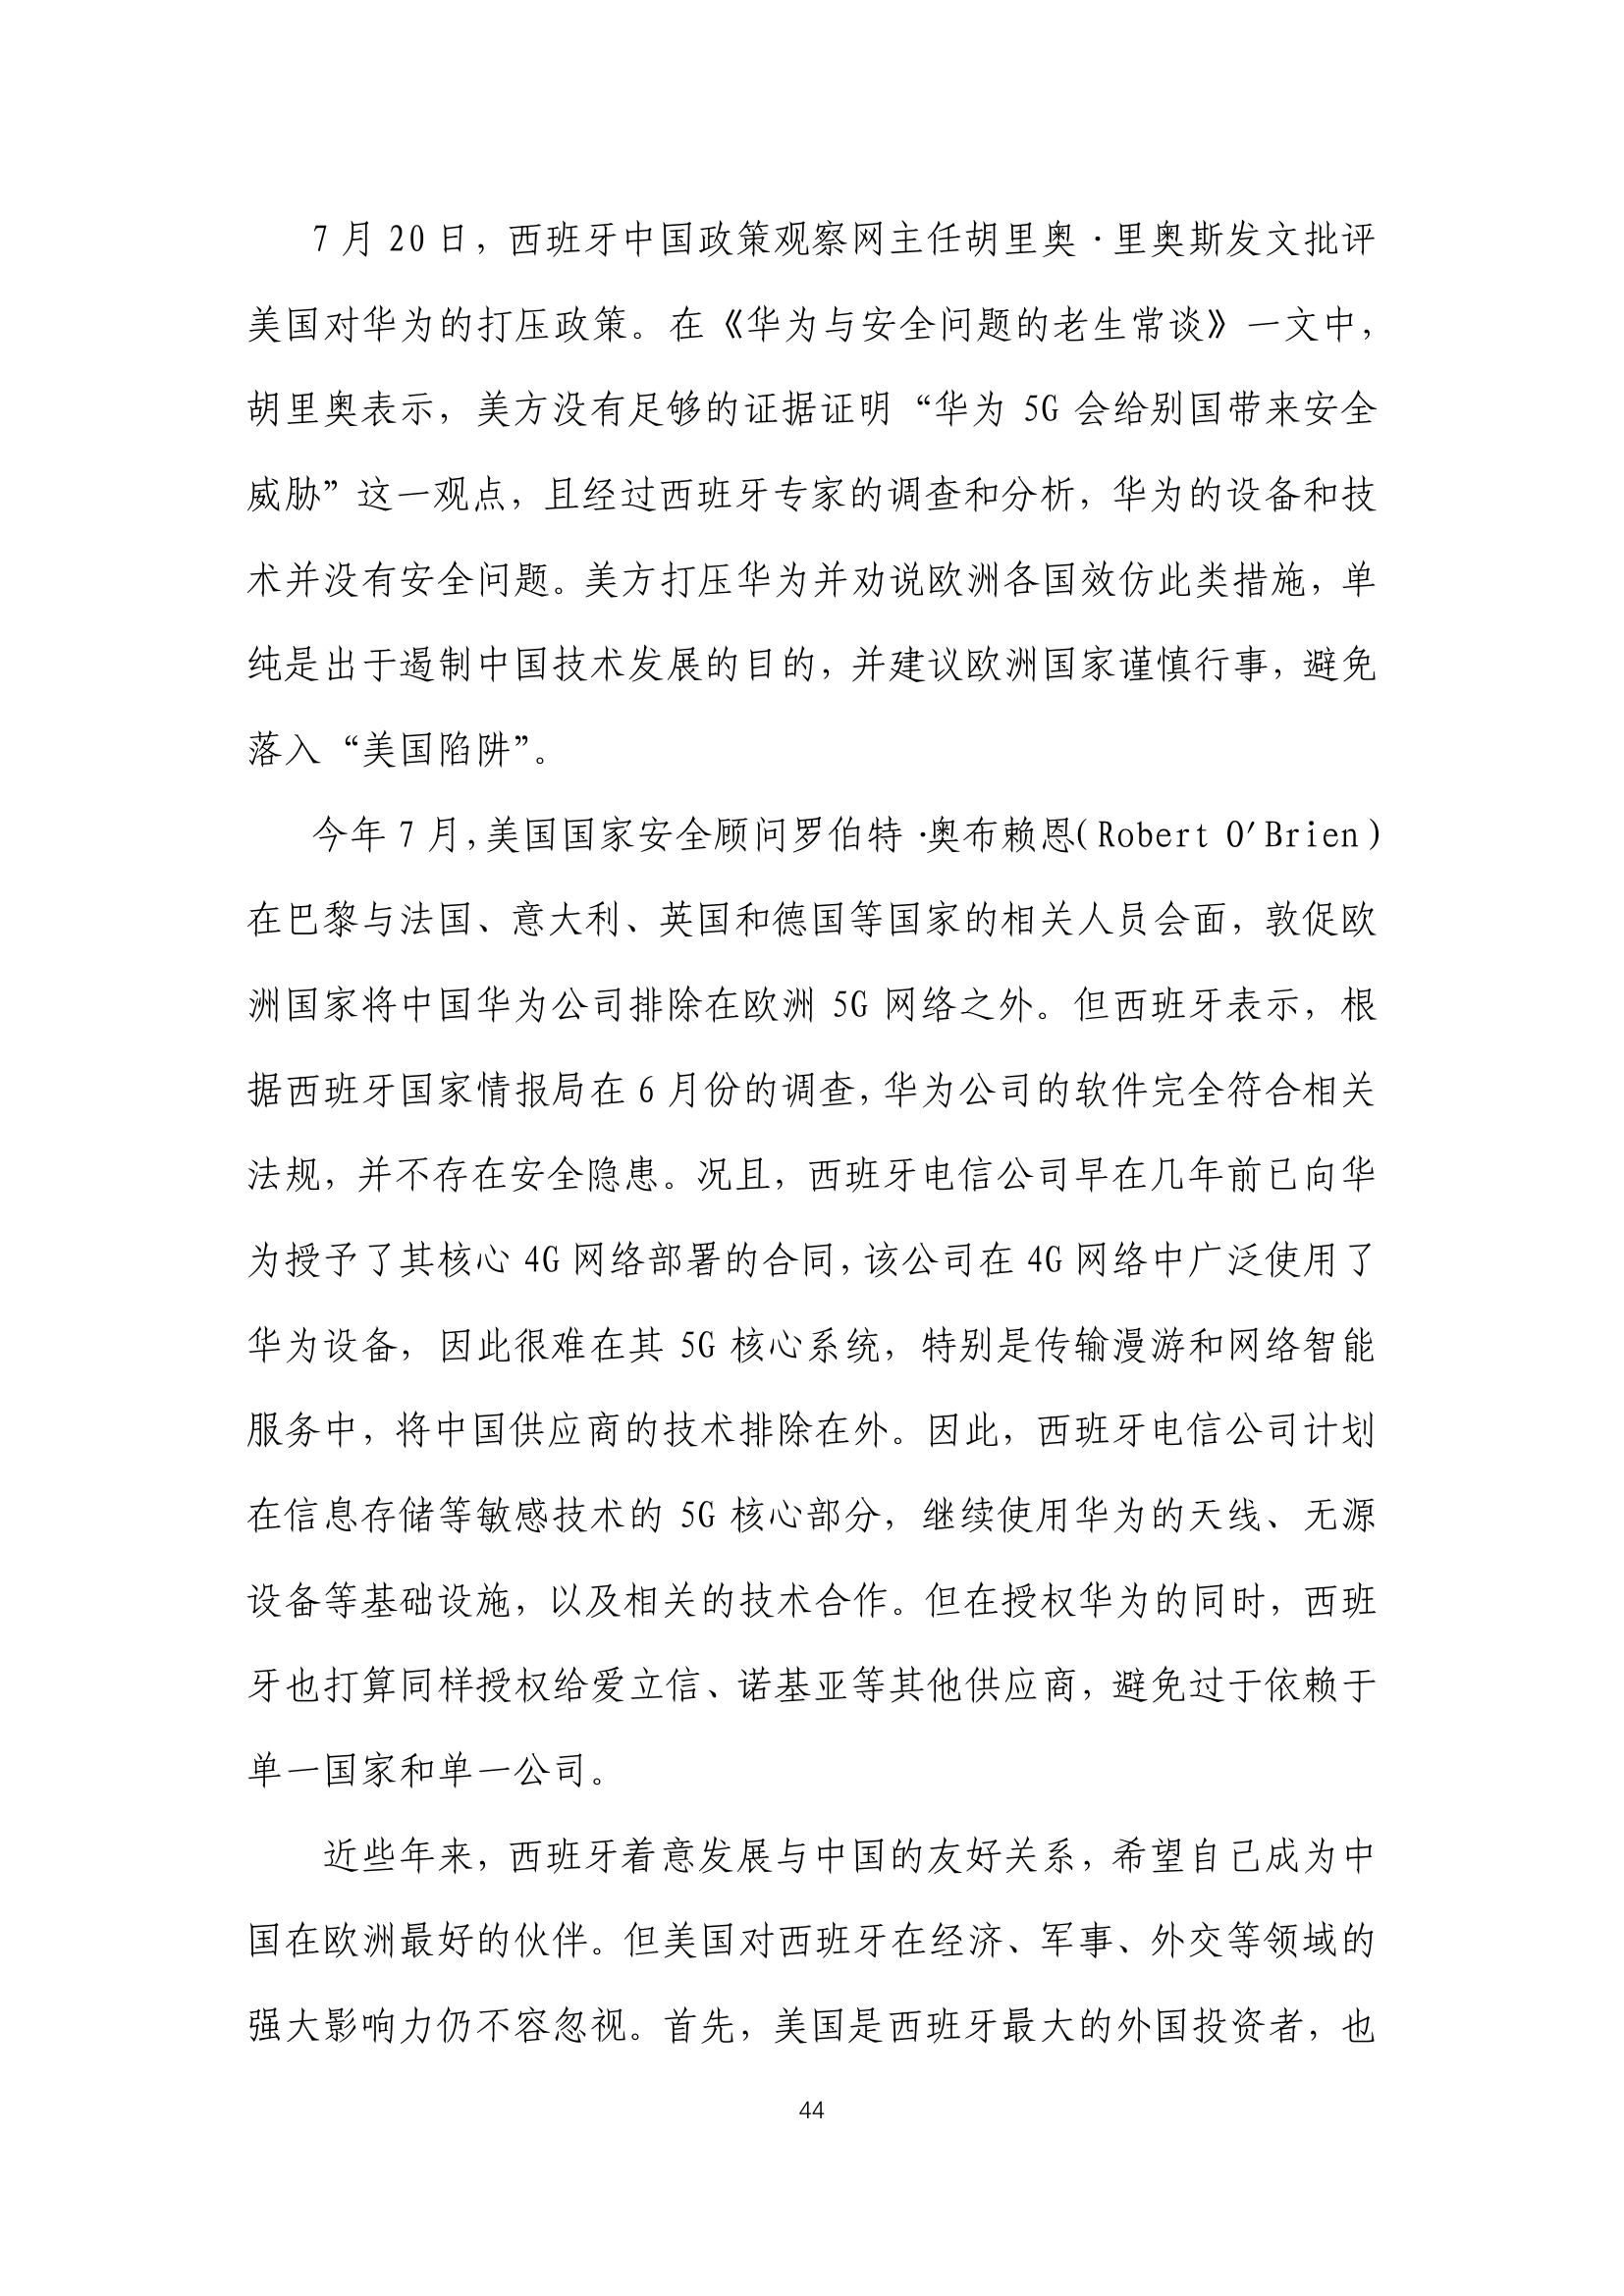 7 月 20 日，西班牙中国政策观察网主任胡里奥·里奥斯发文批评
美国对华为的打压政策。在《华为与安全问题的老生常谈》一文中，
胡里奥表示，美方没有足够的证据证明“华为 5G 会给别国带来安全
威胁”这一观点，且经过西班牙专家的调查和分析，华为的设备和技
术并没有安全问题。美方打压华为并劝说欧洲各国效仿此类措施，单
纯是出于遏制中国技术发展的目的，并建议欧洲国家谨慎行事，避免
落入“美国陷阱”。
今年 7 月，美国国家安全顾问罗伯特·奥布赖恩(Robert O'Brien)
在巴黎与法国、意大利、英国和德国等国家的相关人员会面，敦促欧
洲国家将中国华为公司排除在欧洲 5G 网络之外。但西班牙表示，根
据西班牙国家情报局在 6 月份的调查，华为公司的软件完全符合相关
法规，并不存在安全隐患。况且，西班牙电信公司早在几年前已向华
为授予了其核心 4G 网络部署的合同，该公司在 4G 网络中广泛使用了
华为设备，因此很难在其 5G 核心系统，特别是传输漫游和网络智能
服务中，将中国供应商的技术排除在外。因此，西班牙电信公司计划
在信息存储等敏感技术的 5G 核心部分，继续使用华为的天线、无源
设备等基础设施，以及相关的技术合作。但在授权华为的同时，西班
牙也打算同样授权给爱立信、诺基亚等其他供应商，避免过于依赖于
单一国家和单一公司。
近些年来，西班牙着意发展与中国的友好关系，希望自己成为中
国在欧洲最好的伙伴。但美国对西班牙在经济、军事、外交等领域的
强大影响力仍不容忽视。首先，美国是西班牙最大的外国投资者，也
44